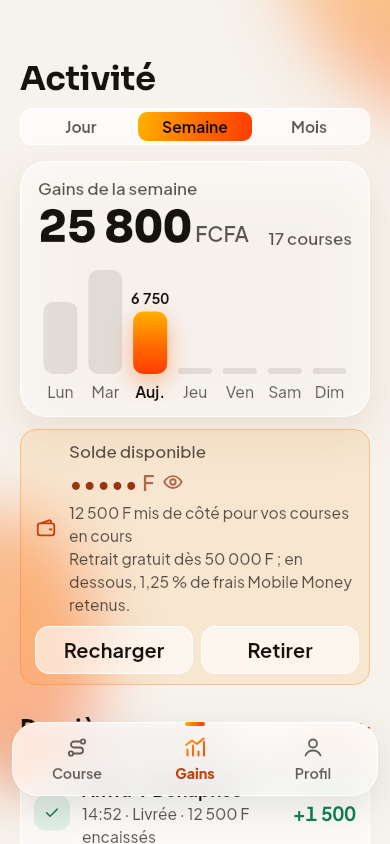 Activité
Jour Semaine Mois
Gains de la semaine
25 800 FCFA 17 courses
6 750
Lun Mar Auj. Jeu Ven Sam Dim
Solde disponible
••••• F
12 500 F mis de côté pour vos courses
en cours
Retrait gratuit dès 50 000 F ; en
dessous, 1,25 % de frais Mobile Money
retenus.
Recharger Retirer
Course Gains Profil
14:52 · Livrée · 12 500 F
+1 500
encaissés